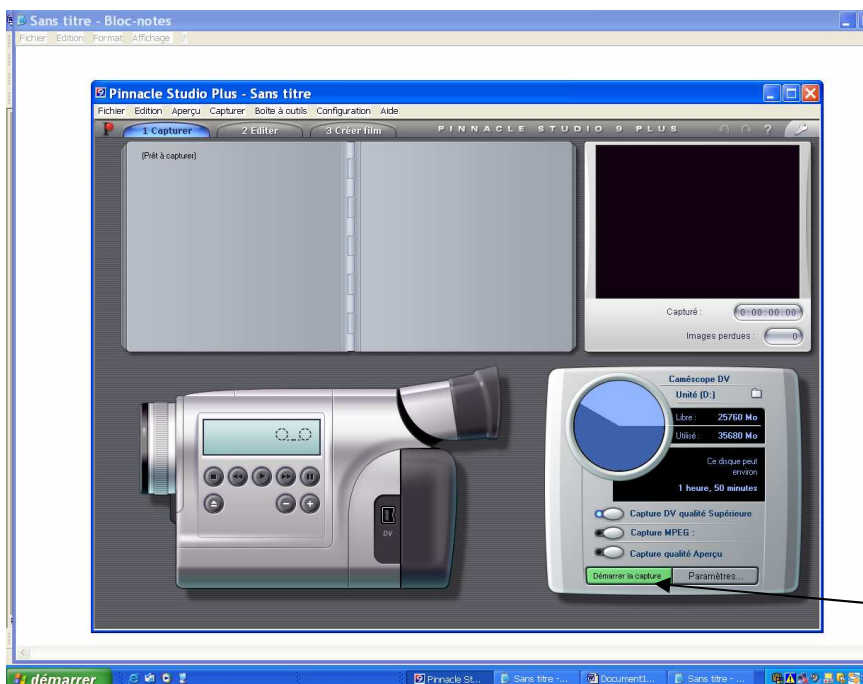 Sans titre - Bloc-notes
Fichier Edition Format Affichage ?
Pinnacle Studio Plus - Sans titre
Fichier Edition Aperçu Capturer Boîte à outils Configuration Aide
1 Capturer 2 Editer 3 Créer film PINNACLE STUDIO 9 PLUS ?
(Prêt à capturer)
Capturé : 0:00:00.00
Images perdues : 0
Caméscope DV
Unité (D:)
Libre : 25760 Mo
Utilisé : 35680 Mo
Ce disque peut
environ
1 heure, 50 minutes
DV
Capture DV qualité Supérieure
Capture MPEG :
Capture qualité Aperçu
Démarrer la capture Paramètres...
démarrer Pinnacle St... Sans titre -... Document1... Sans titre - ...